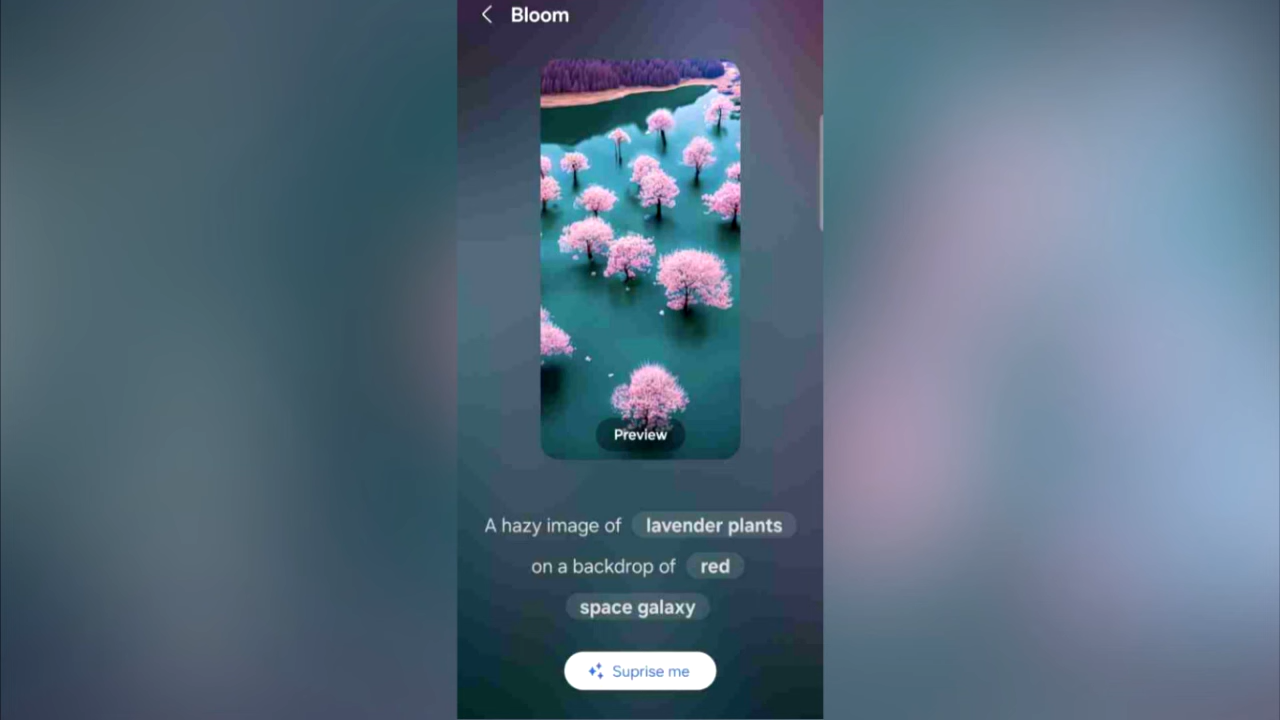 Bloom
Preview
A hazy image of lavender plants
on a backdrop of red
space galaxy
Suprise me